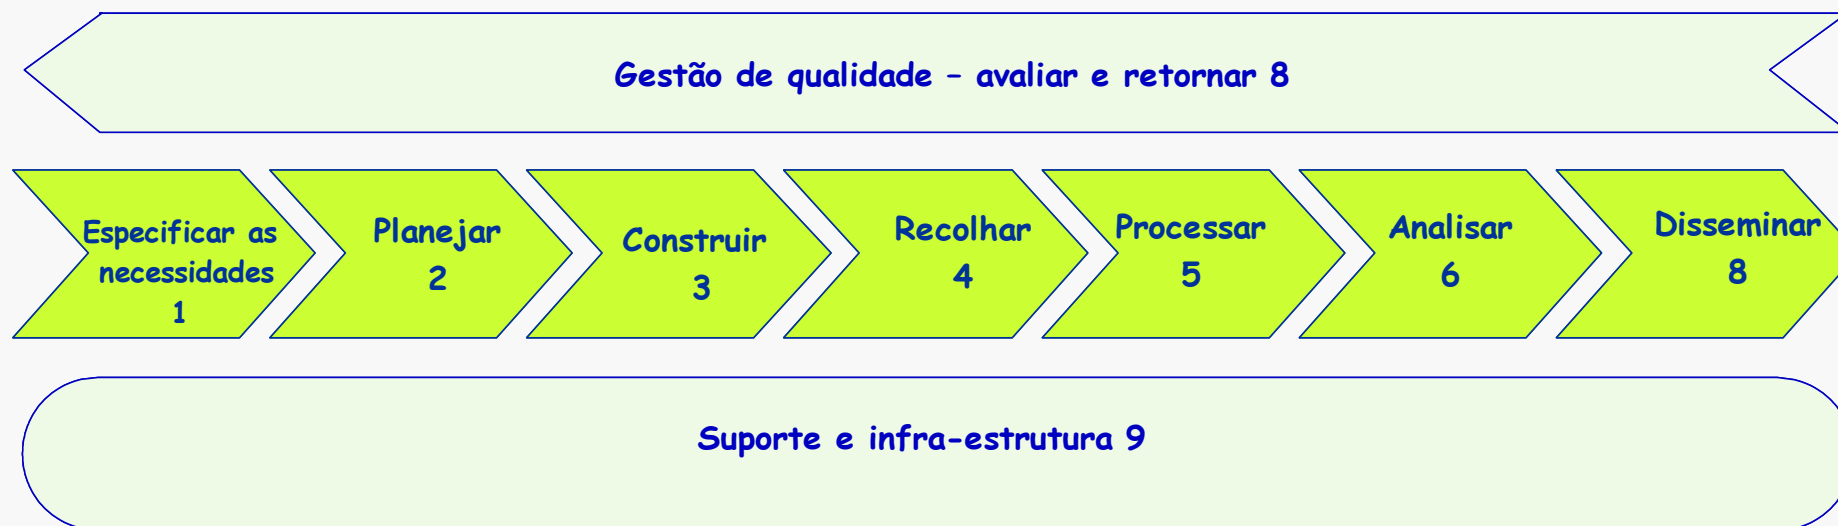 Gestão de qualidade – avaliar e retornar 8
Especificar as
necessidades
1
Planejar
2
Construir
3
Recolhar
4
Processar
5
Analisar
6
Disseminar
8
Suporte e infra-estrutura 9